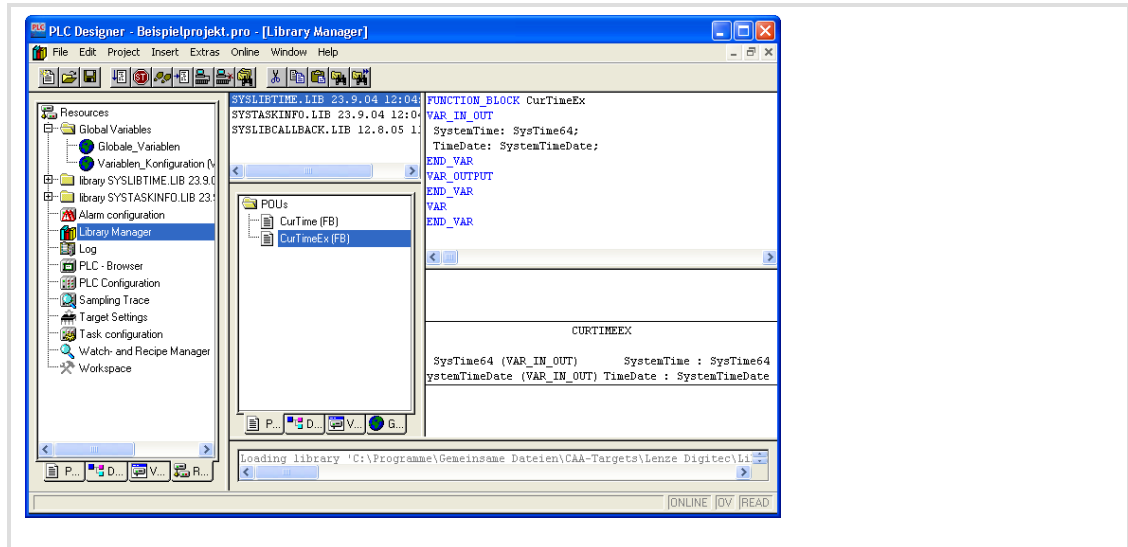 PLC Designer - Beispielprojekt.pro - [Library Manager]
File Edit Project Insert Extras Online Window Help
Resources
Global Variables
Globale_Variablen
Variablen_Konfiguration (V
library SYSLIBTIME.LIB 23.9.0
library SYSTASKINFO.LIB 23.
Alarm configuration
Library Manager
Log
PLC - Browser
PLC Configuration
Sampling Trace
Target Settings
Task configuration
Watch- and Recipe Manager
Workspace
P... D... V... R...
SYSLIBTIME.LIB 23.9.04 12:04:
SYSTASKINFO.LIB 23.9.04 12:04
SYSLIBCALLBACK.LIB 12.8.05 1
POUs
CurTime (FB)
CurTimeEx (FB)
P... D... V... G...
FUNCTION_BLOCK CurTimeEx
VAR_IN_OUT
SystemTime: SysTime64;
TimeDate: SystemTimeDate;
END_VAR
VAR_OUTPUT
END_VAR
VAR
END_VAR
CURTIMEEX
SysTime64 (VAR_IN_OUT) SystemTime : SysTime64
ystemTimeDate (VAR_IN_OUT) TimeDate : SystemTimeDate
Loading library 'C:\Programme\Gemeinsame Dateien\CAA-Targets\Lenze Digitec\Li
ONLINE OV READ